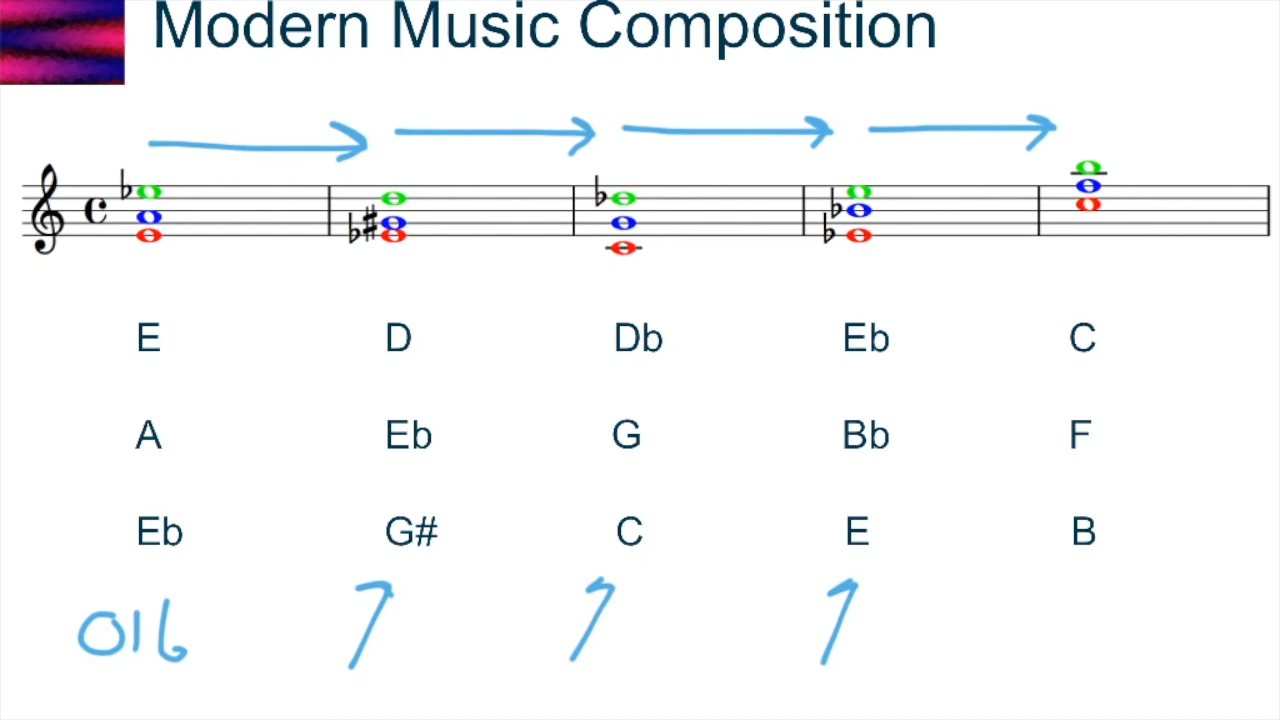 Modern Music Composition
E D Db Eb C
A Eb G Bb F
Eb G# C E B
016